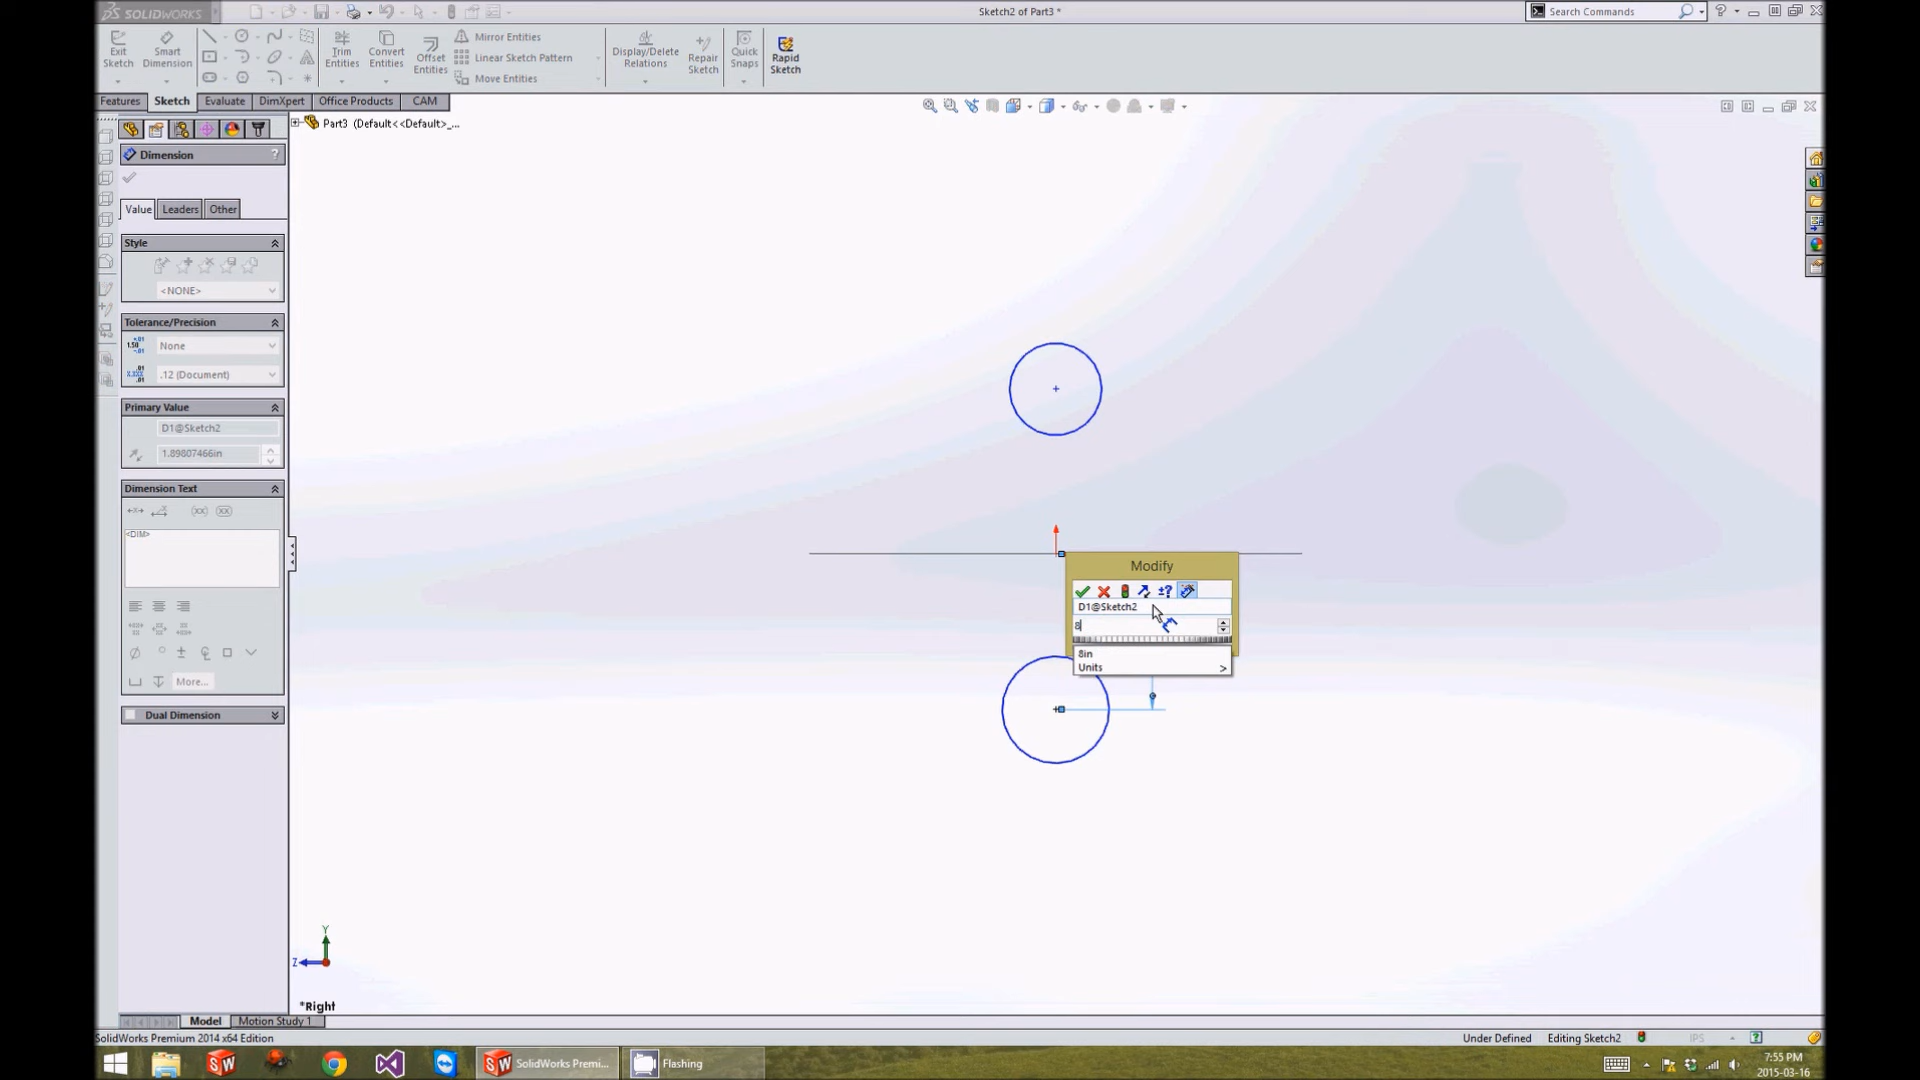 SOLIDWORKS
Sketch2 of Part3 *
Search Commands
?
Exit Sketch
Smart Dimension
Trim Entities
Convert Entities
Offset Entities
Mirror Entities
Linear Sketch Pattern
Move Entities
Display/Delete Relations
Repair Sketch
Quick Snaps
Rapid Sketch
Features
Sketch
Evaluate
DimXpert
Office Products
CAM
Part3 (Default<<Default>_...
Dimension
?
Value
Leaders
Other
Style
<NONE>
Tolerance/Precision
None
.12 (Document)
Primary Value
D1@Sketch2
1.89807466in
Dimension Text
<DIM>
More...
Dual Dimension
Modify
D1@Sketch2
8
8in
Units >
Y
Z
*Right
Model
Motion Study 1
SolidWorks Premium 2014 x64 Edition
Under Defined
Editing Sketch2
IPS
SolidWorks Premi...
Flashing
7:55 PM
2015-03-16